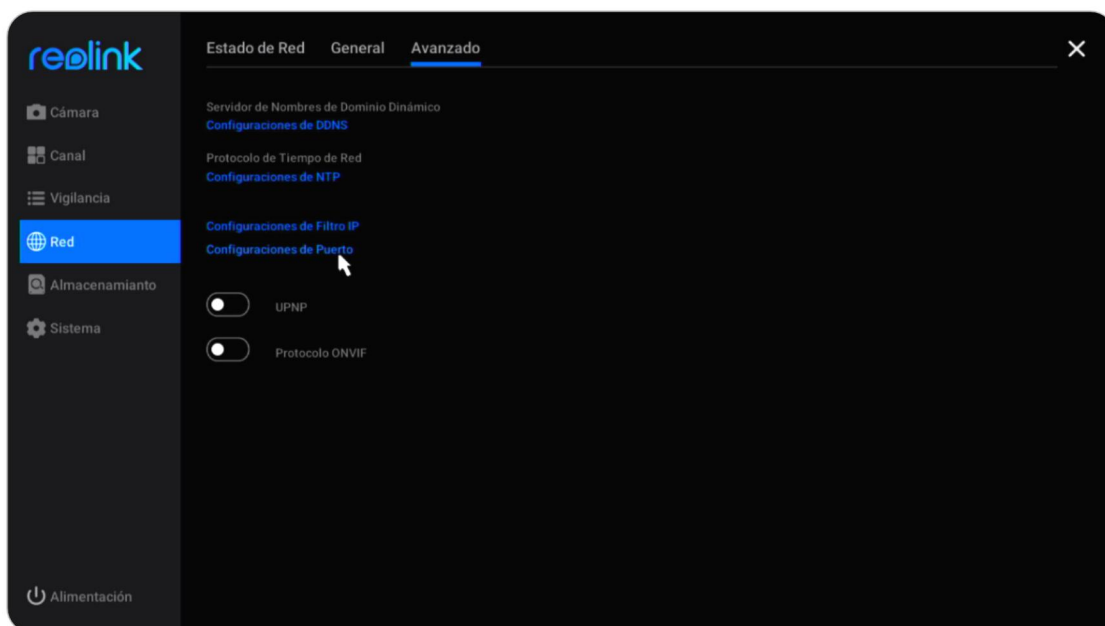 reolink
Estado de Red General Avanzado
Cámara
Canal
Vigilancia
Red
Almacenamianto
Sistema
Alimentación
Servidor de Nombres de Dominio Dinámico
Configuraciones de DDNS
Protocolo de Tiempo de Red
Configuraciones de NTP
Configuraciones de Filtro IP
Configuraciones de Puerto
UPNP
Protocolo ONVIF